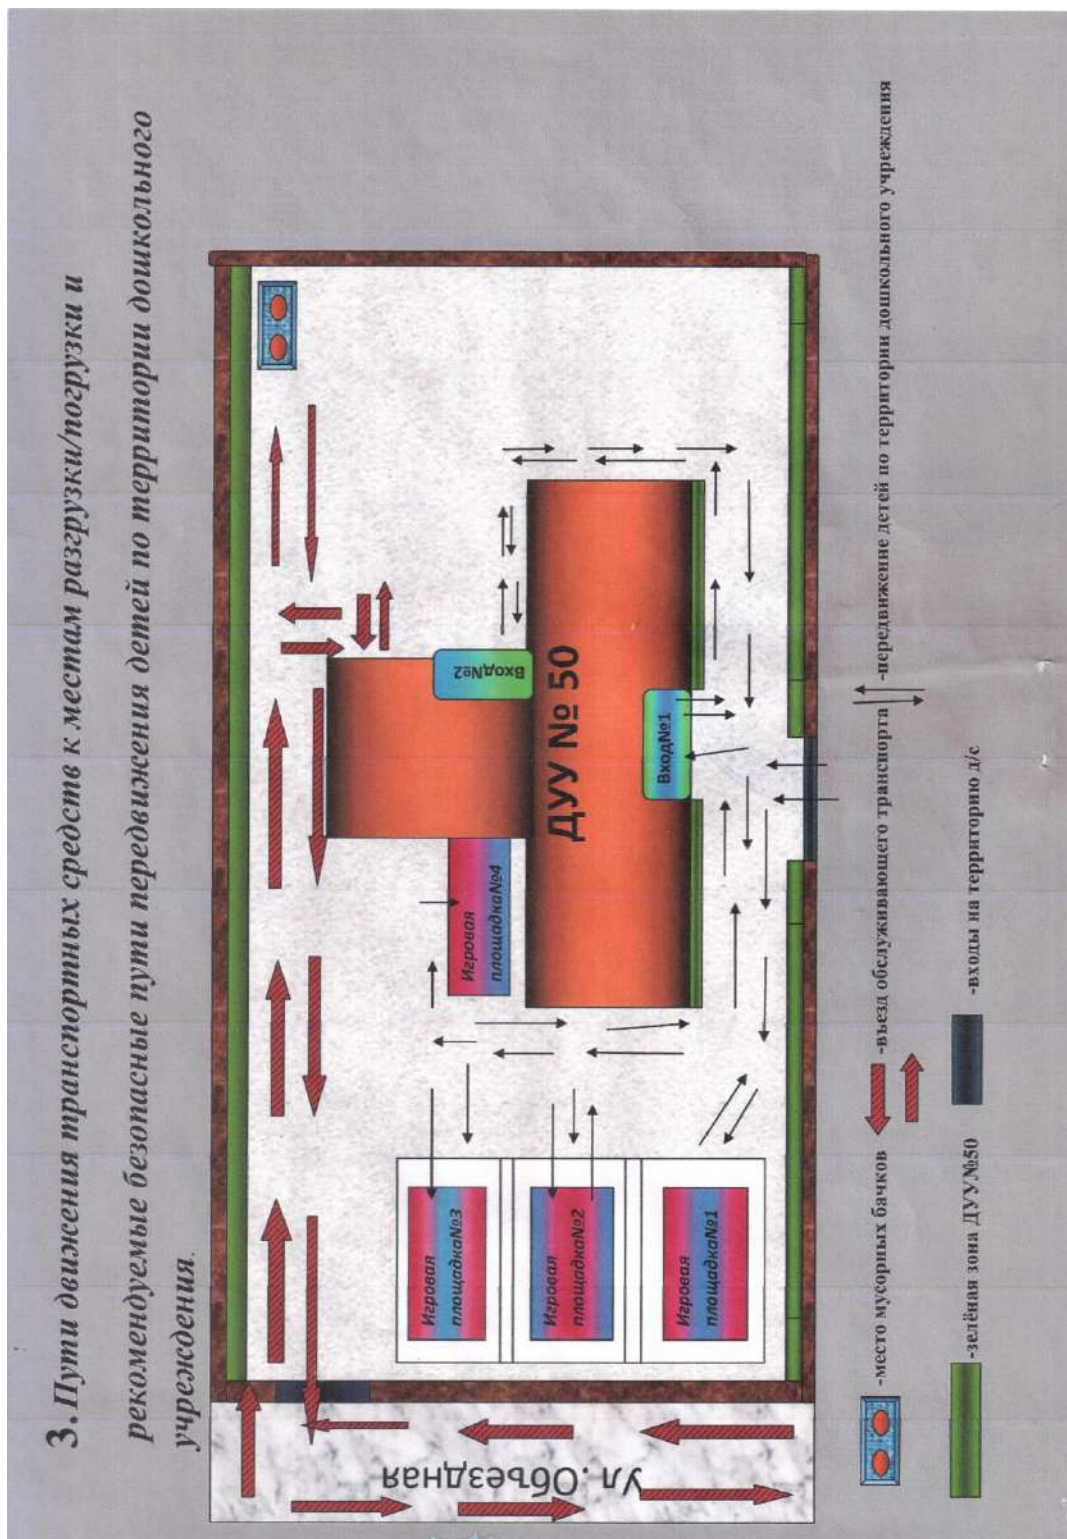 3. Пути движения транспортных средств к местам разгрузки/погрузки и
рекомендуемые безопасные пути передвижения детей по территории дошкольного
учреждения.
Ул. Объездная
Игровая
площадка№3
Игровая
площадка№2
Игровая
площадка№1
Игровая
площадка№4
Вход№2
ДУУ № 50
Вход№1
-место мусорных бачков
-въезд обслуживающего транспорта
-передвижение детей по территории дошкольного учреждения
-зелёная зона ДУУ№50
-входы на территорию д/с